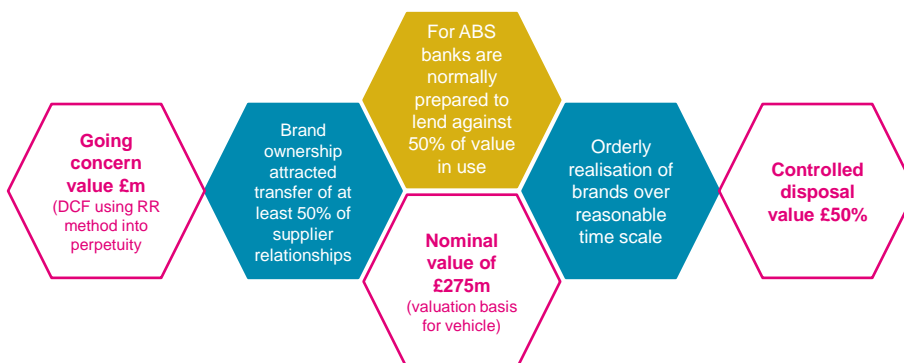 Going
concern
value £m
(DCF using RR
method into
perpetuity
Brand
ownership
attracted
transfer of at
least 50% of
supplier
relationships
For ABS
banks are
normally
prepared to
lend against
50% of value
in use
Nominal
value of
£275m
(valuation basis
for vehicle)
Orderly
realisation of
brands over
reasonable
time scale
Controlled
disposal
value £50%